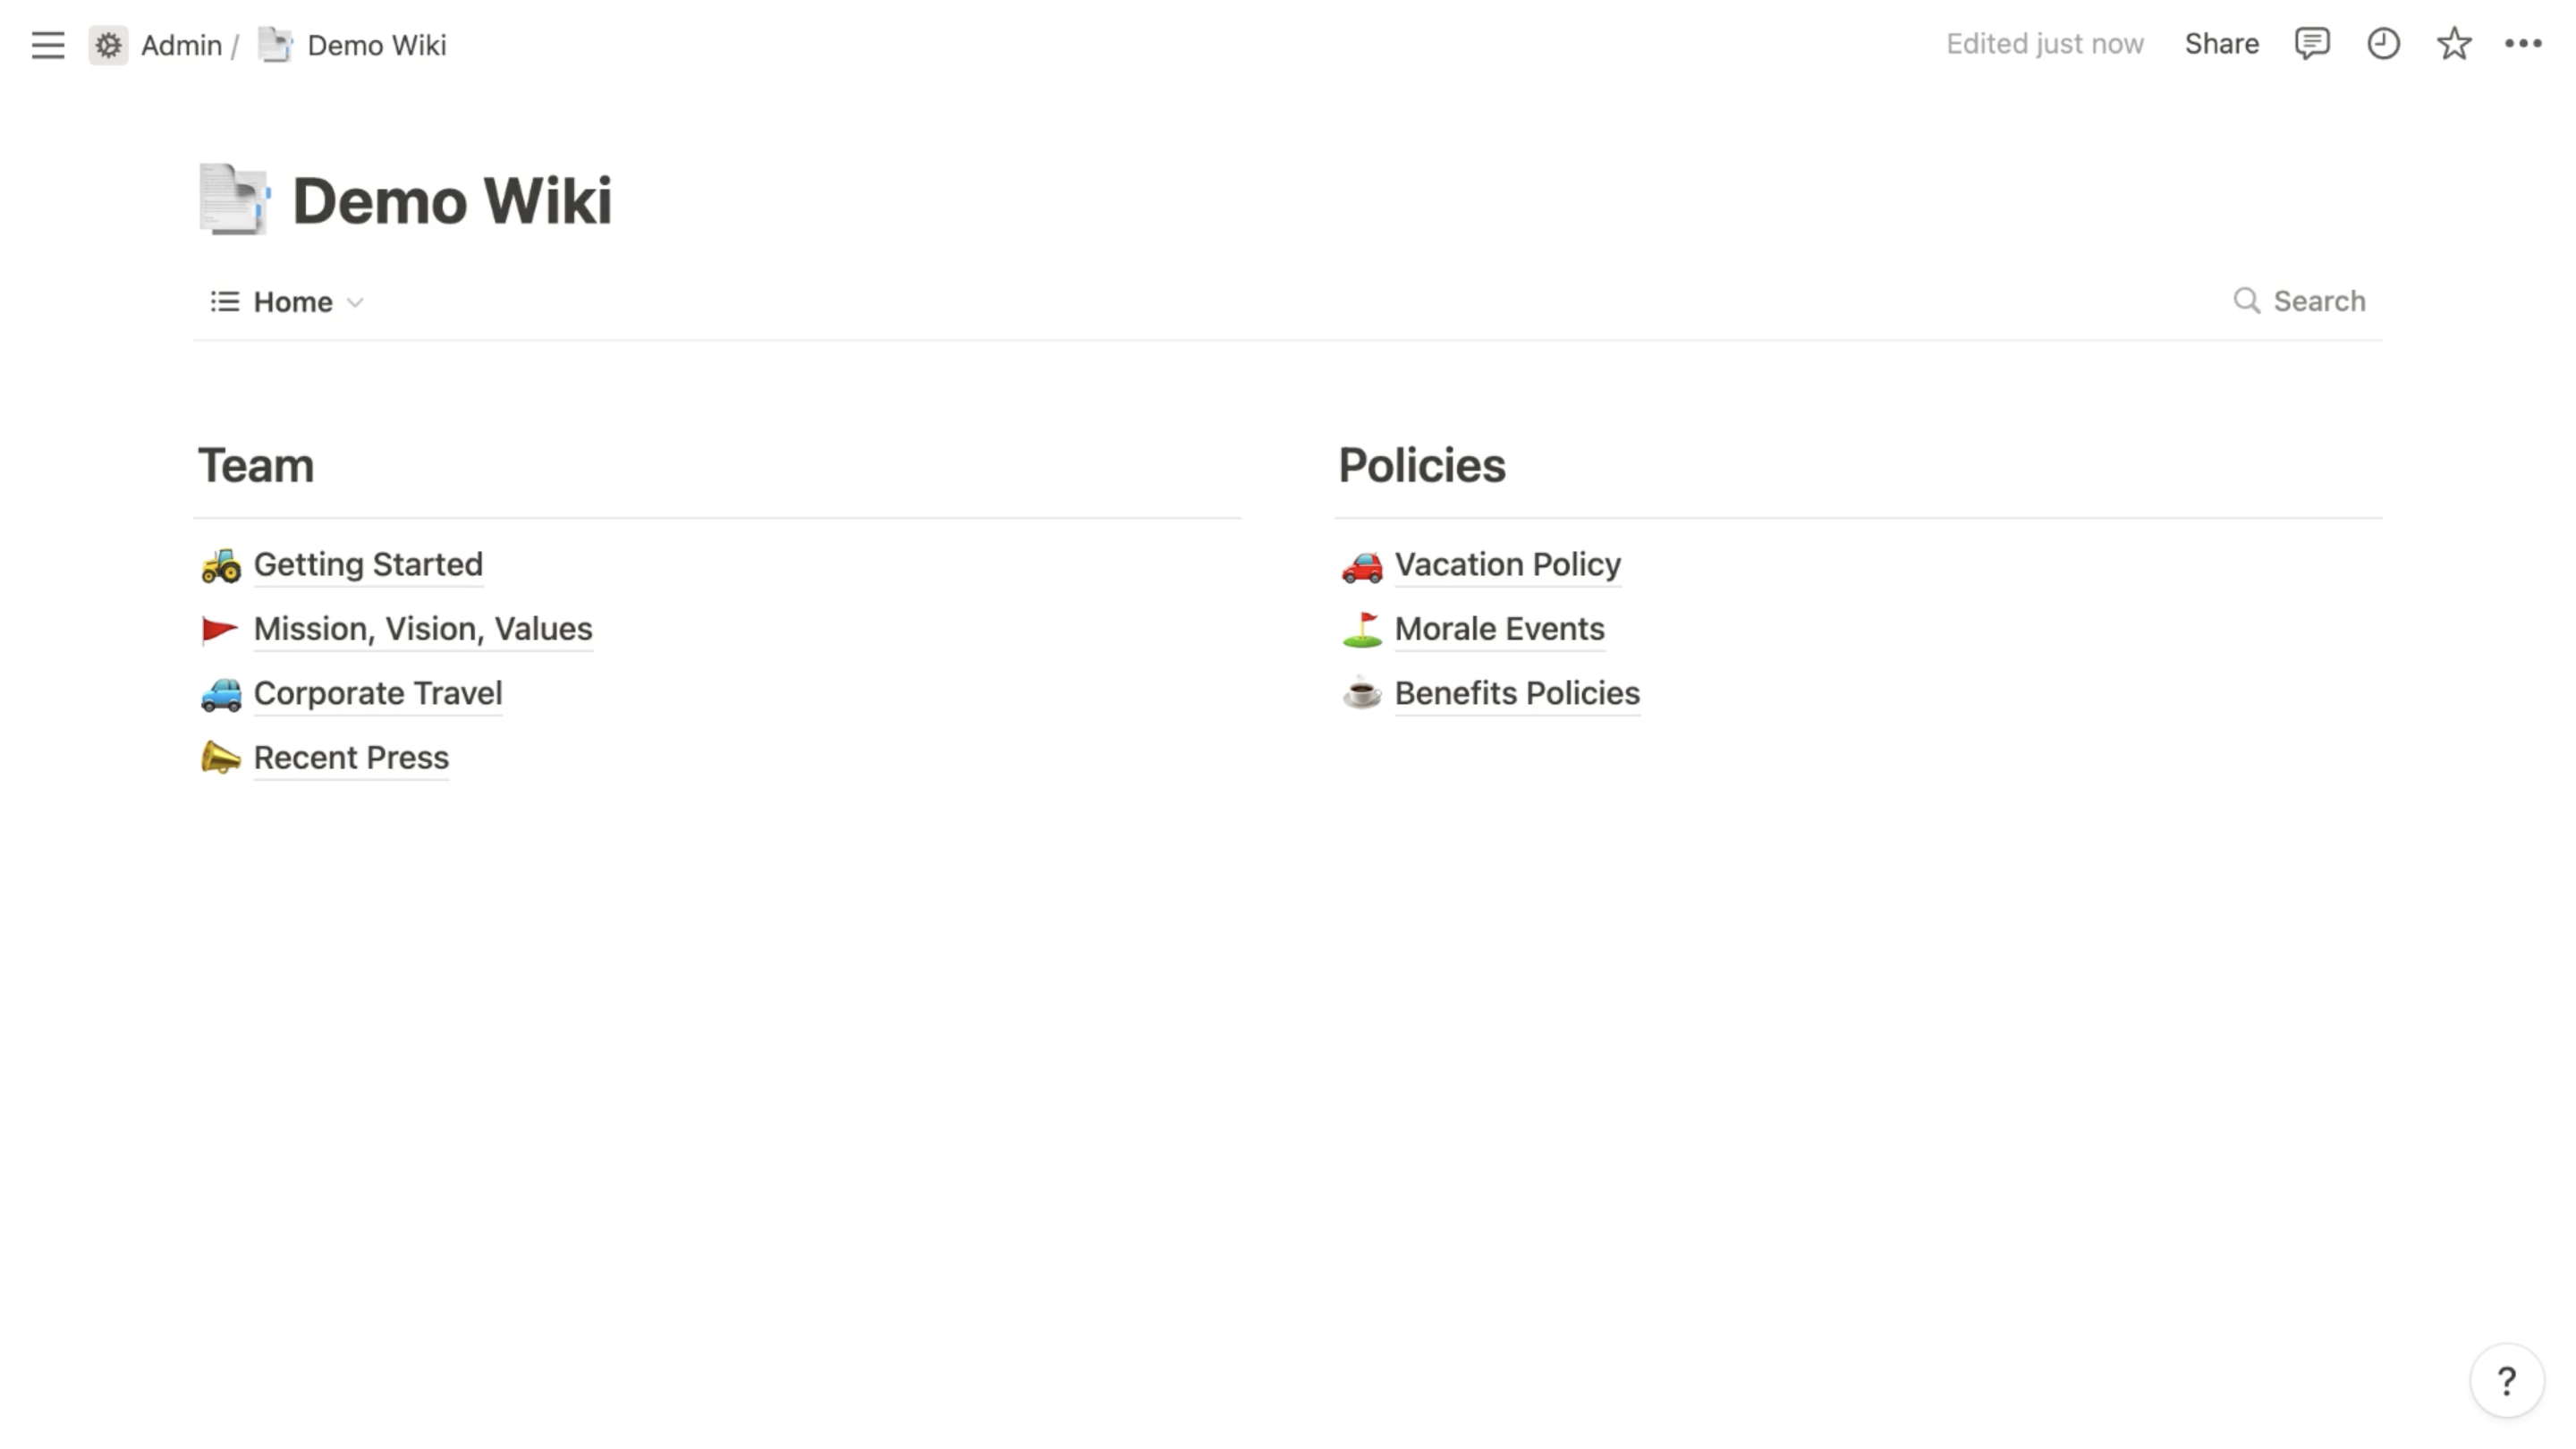 Admin / Demo Wiki
Edited just now Share
Demo Wiki
Home
Search
Team
Getting Started
Mission, Vision, Values
Corporate Travel
Recent Press
Policies
Vacation Policy
Morale Events
Benefits Policies
?